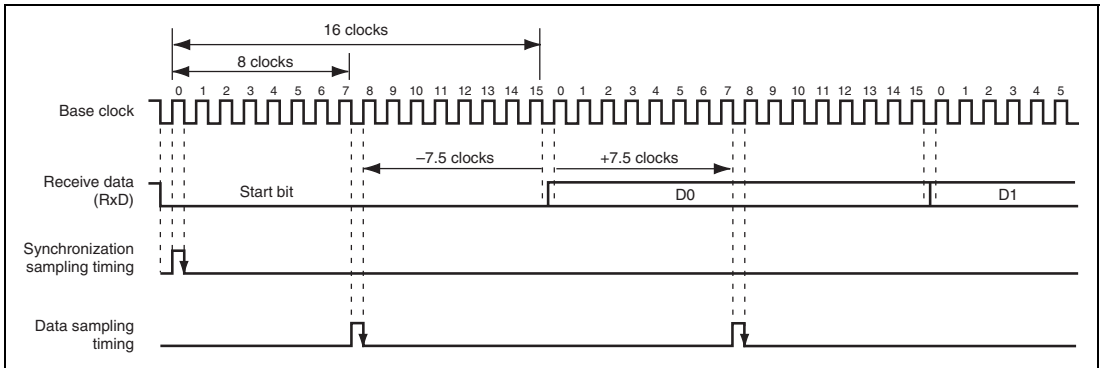 16 clocks
8 clocks
0 1 2 3 4 5 6 7 8 9 10 11 12 13 14 15 0 1 2 3 4 5 6 7 8 9 10 11 12 13 14 15 0 1 2 3 4 5
Base clock
–7.5 clocks +7.5 clocks
Receive data
(RxD)
Start bit D0 D1
Synchronization
sampling timing
Data sampling
timing